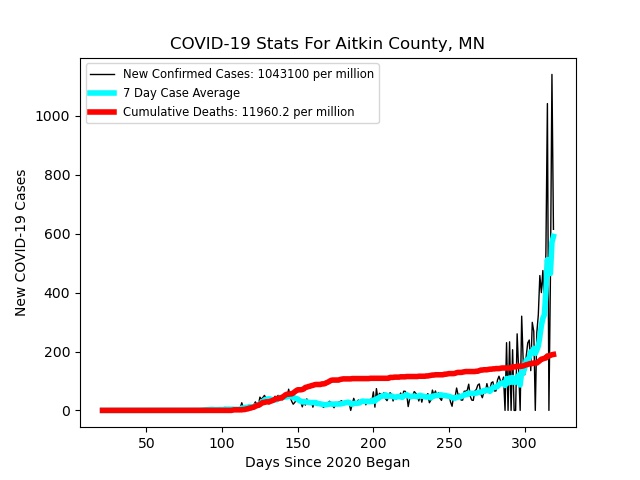 COVID-19 Stats For Aitkin County, MN
New Confirmed Cases: 1043100 per million
7 Day Case Average
Cumulative Deaths: 11960.2 per million
New COVID-19 Cases
1000
800
600
400
200
0
50
100
150
200
250
300
Days Since 2020 Began